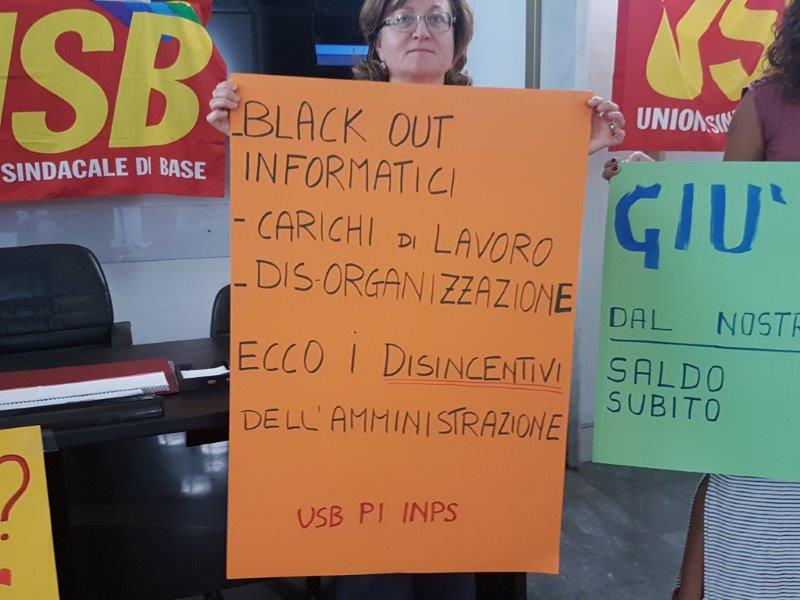 USB
SINDACALE DI BASE
UNION
- BLACK OUT
INFORMATICI
- CARICHI DI LAVORO
- DIS-ORGANIZZAZIONE
ECCO I DISINCENTIVI
DELL'AMMINISTRAZIONE
USB P.I. INPS
GIU'
DAL NOSTR
SALDO
SUBITO
?